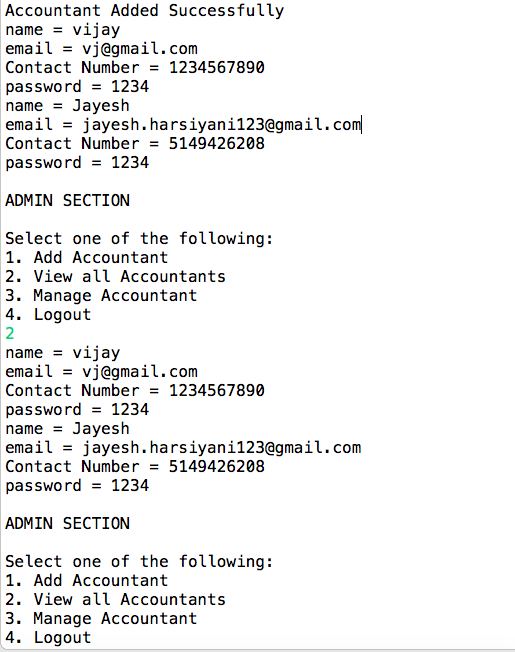 Accountant Added Successfully
name = vijay
email = vj@gmail.com
Contact Number = 1234567890
password = 1234
name = Jayesh
email = jayesh.harsiyani123@gmail.com
Contact Number = 5149426208
password = 1234
ADMIN SECTION
Select one of the following:
1. Add Accountant
2. View all Accountants
3. Manage Accountant
4. Logout
2
name = vijay
email = vj@gmail.com
Contact Number = 1234567890
password = 1234
name = Jayesh
email = jayesh.harsiyani123@gmail.com
Contact Number = 5149426208
password = 1234
ADMIN SECTION
Select one of the following:
1. Add Accountant
2. View all Accountants
3. Manage Accountant
4. Logout